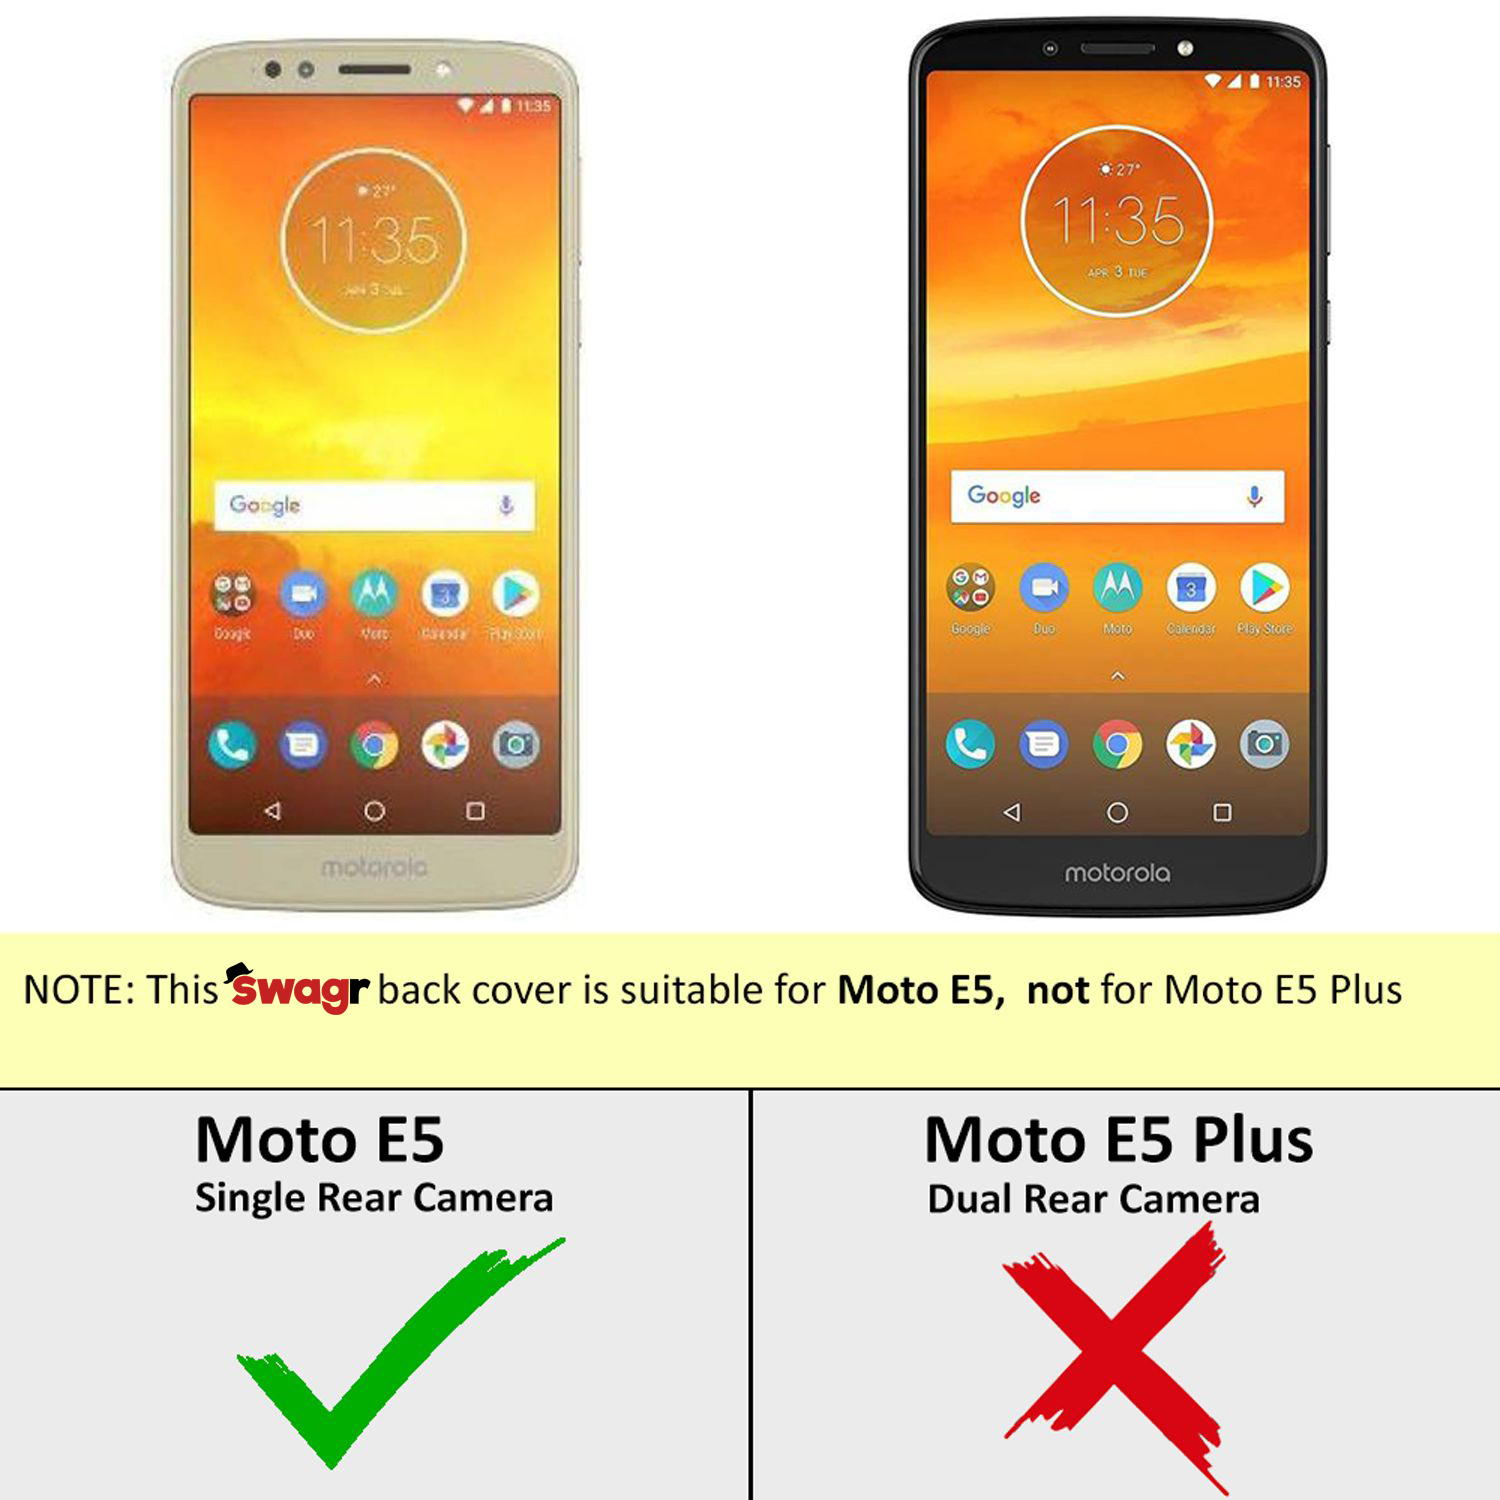 11:35
27°
11:35
APR 3 TUE
Google
3
Google
Duo
Moto
Calendar
Play Store
motorola
11:35
27°
11:35
APR 3 TUE
Google
G M
3
Google
Duo
Moto
Calendar
Play Store
motorola
NOTE: This swagr back cover is suitable for Moto E5, not for Moto E5 Plus
Moto E5
Single Rear Camera
Moto E5 Plus
Dual Rear Camera